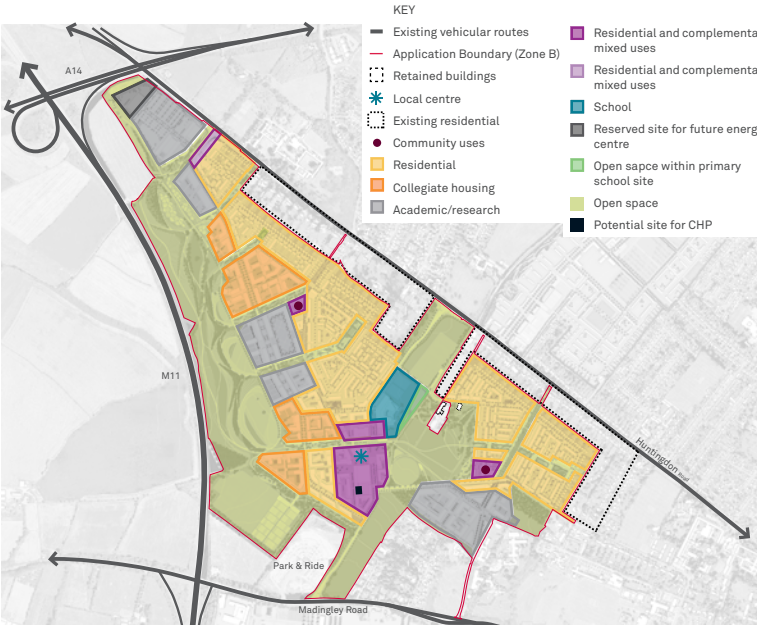 KEY
Existing vehicular routes
Application Boundary (Zone B)
Retained buildings
Local centre
Existing residential
Community uses
Residential
Collegiate housing
Academic/research
Residential and complementa
mixed uses
Residential and complementa
mixed uses
School
Reserved site for future energ
centre
Open sapce within primary
school site
Open space
Potential site for CHP
A14
M11
Huntingdon Road
Park & Ride
Madingley Road